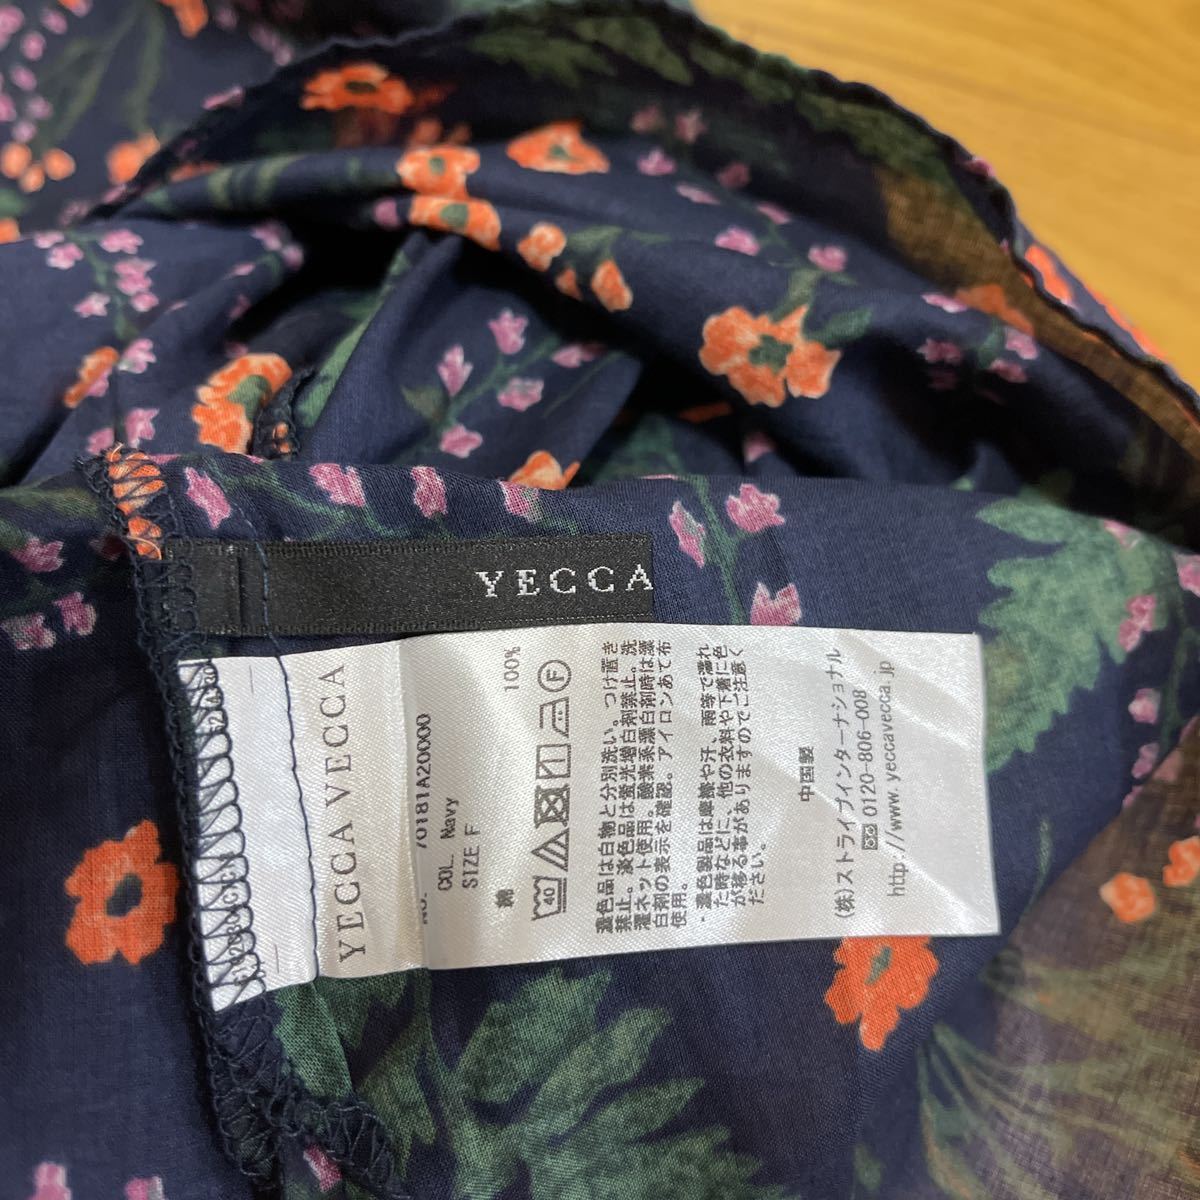 YECCA
YECCA VECCA
NO. 70181A20000
COL. Navy
SIZE F
綿 100%
40
F
濃色品は白物と分別洗い。つけ置き
禁止。淡色品は蛍光増白剤禁止。洗
濯ネット使用。酸素系漂白剤時は漂
白剤の表示を確認。アイロンあて布
使用。
・濃色製品は摩擦や汗、雨等で濡れ
た時などに、他の衣料や下着に色
が移る事がありますのでご注意く
ださい。
中国製
(株)ストライプインターナショナル
0120-806-008
http://www.yeccavecca.jp